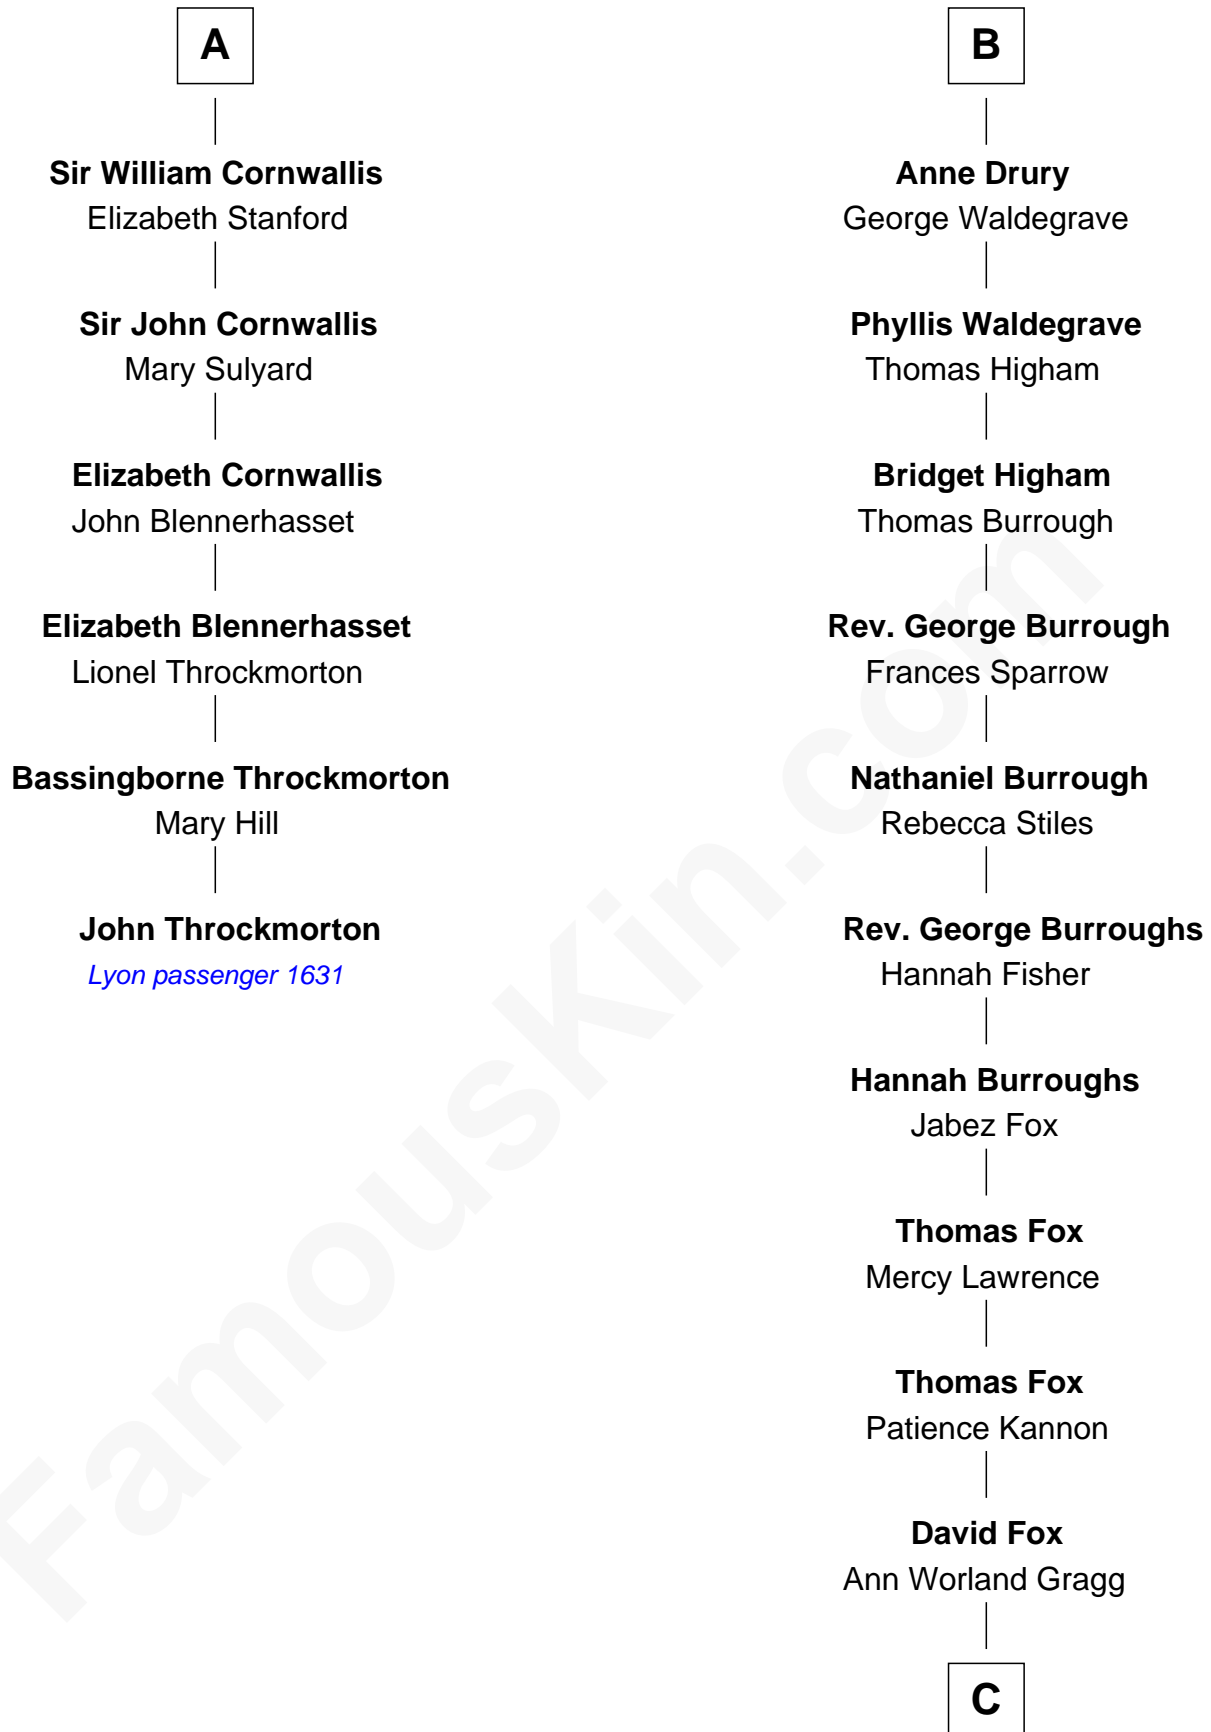 A
Sir William Cornwallis
Elizabeth Stanford
Sir John Cornwallis
Mary Sulyard
Elizabeth Cornwallis
John Blennerhasset
Elizabeth Blennerhasset
Lionel Throckmorton
Bassingborne Throckmorton
Mary Hill
John Throckmorton
Lyon passenger 1631
B
Anne Drury
George Waldegrave
Phyllis Waldegrave
Thomas Higham
Bridget Higham
Thomas Burrough
Rev. George Burrough
Frances Sparrow
Nathaniel Burrough
Rebecca Stiles
Rev. George Burroughs
Hannah Fisher
Hannah Burroughs
Jabez Fox
Thomas Fox
Mercy Lawrence
Thomas Fox
Patience Kannon
David Fox
Ann Worland Gragg
C
FamousKin.com